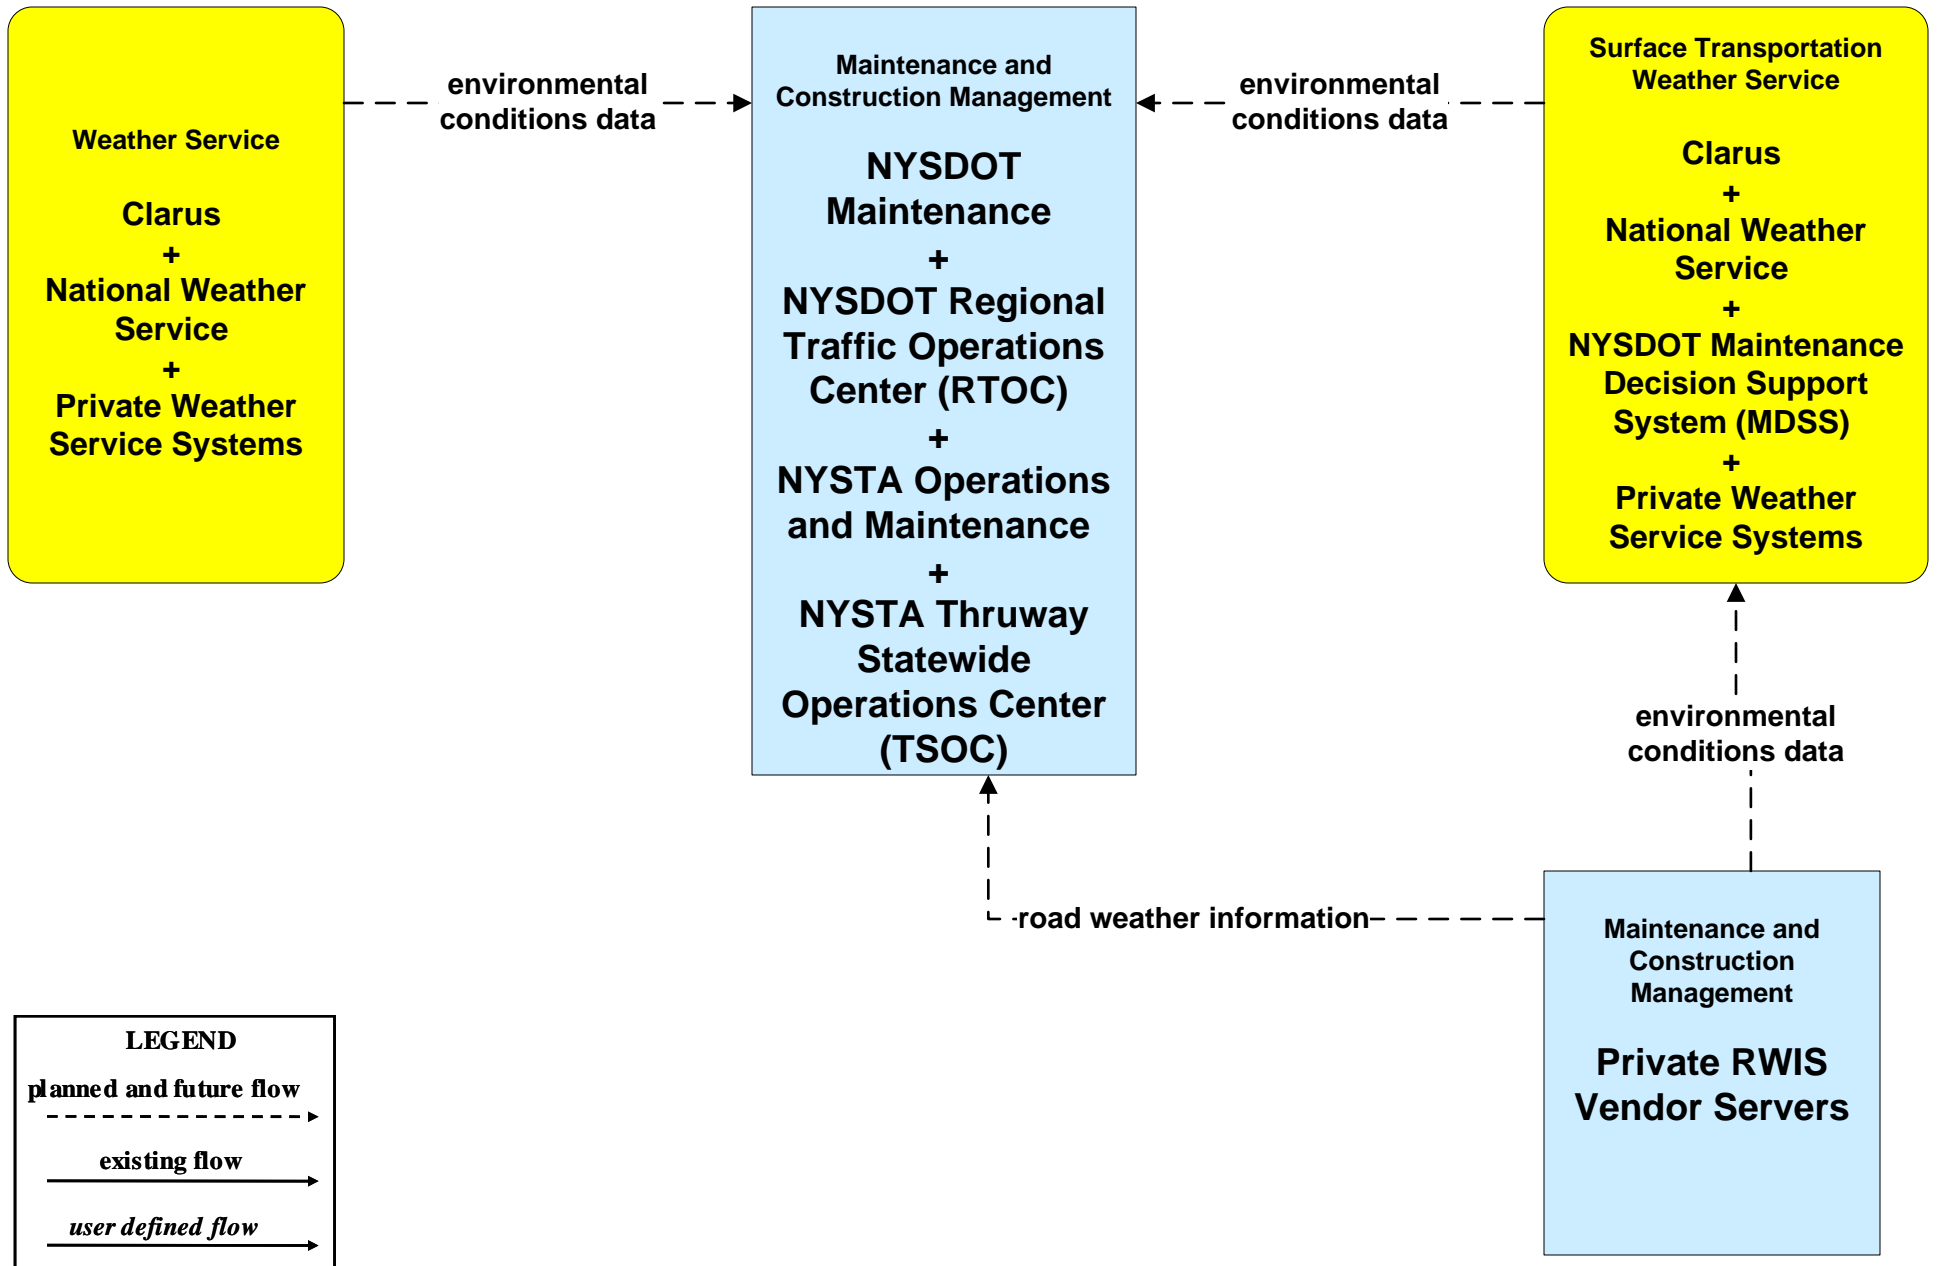 Weather Service
Clarus
+
National Weather
Service
+
Private Weather
Service Systems
environmental
conditions data
Maintenance and
Construction Management
NYSDOT
Maintenance
+
NYSDOT Regional
Traffic Operations
Center (RTOC)
+
NYSTA Operations
and Maintenance
+
NYSTA Thruway
Statewide
Operations Center
(TSOC)
environmental
conditions data
Surface Transportation
Weather Service
Clarus
+
National Weather
Service
+
NYSDOT Maintenance
Decision Support
System (MDSS)
+
Private Weather
Service Systems
environmental
conditions data
road weather information
Maintenance and
Construction
Management
Private RWIS
Vendor Servers
LEGEND
planned and future flow
existing flow
user defined flow